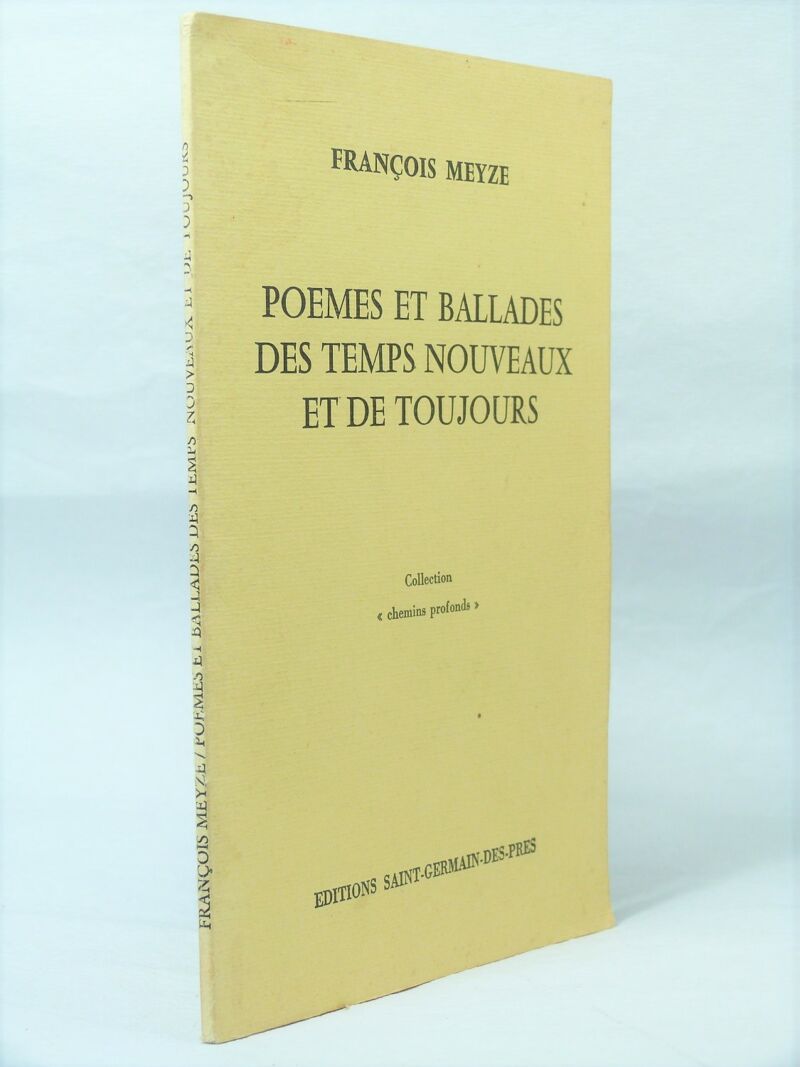 FRANÇOIS MEYZE
POEMES ET BALLADES
DES TEMPS NOUVEAUX
ET DE TOUJOURS
Collection
« chemins profonds »
EDITIONS SAINT-GERMAIN-DES-PRES
FRANÇOIS MEYZE / POEMES ET BALLADES DES TEMPS NOUVEAUX ET DE TOUJOURS